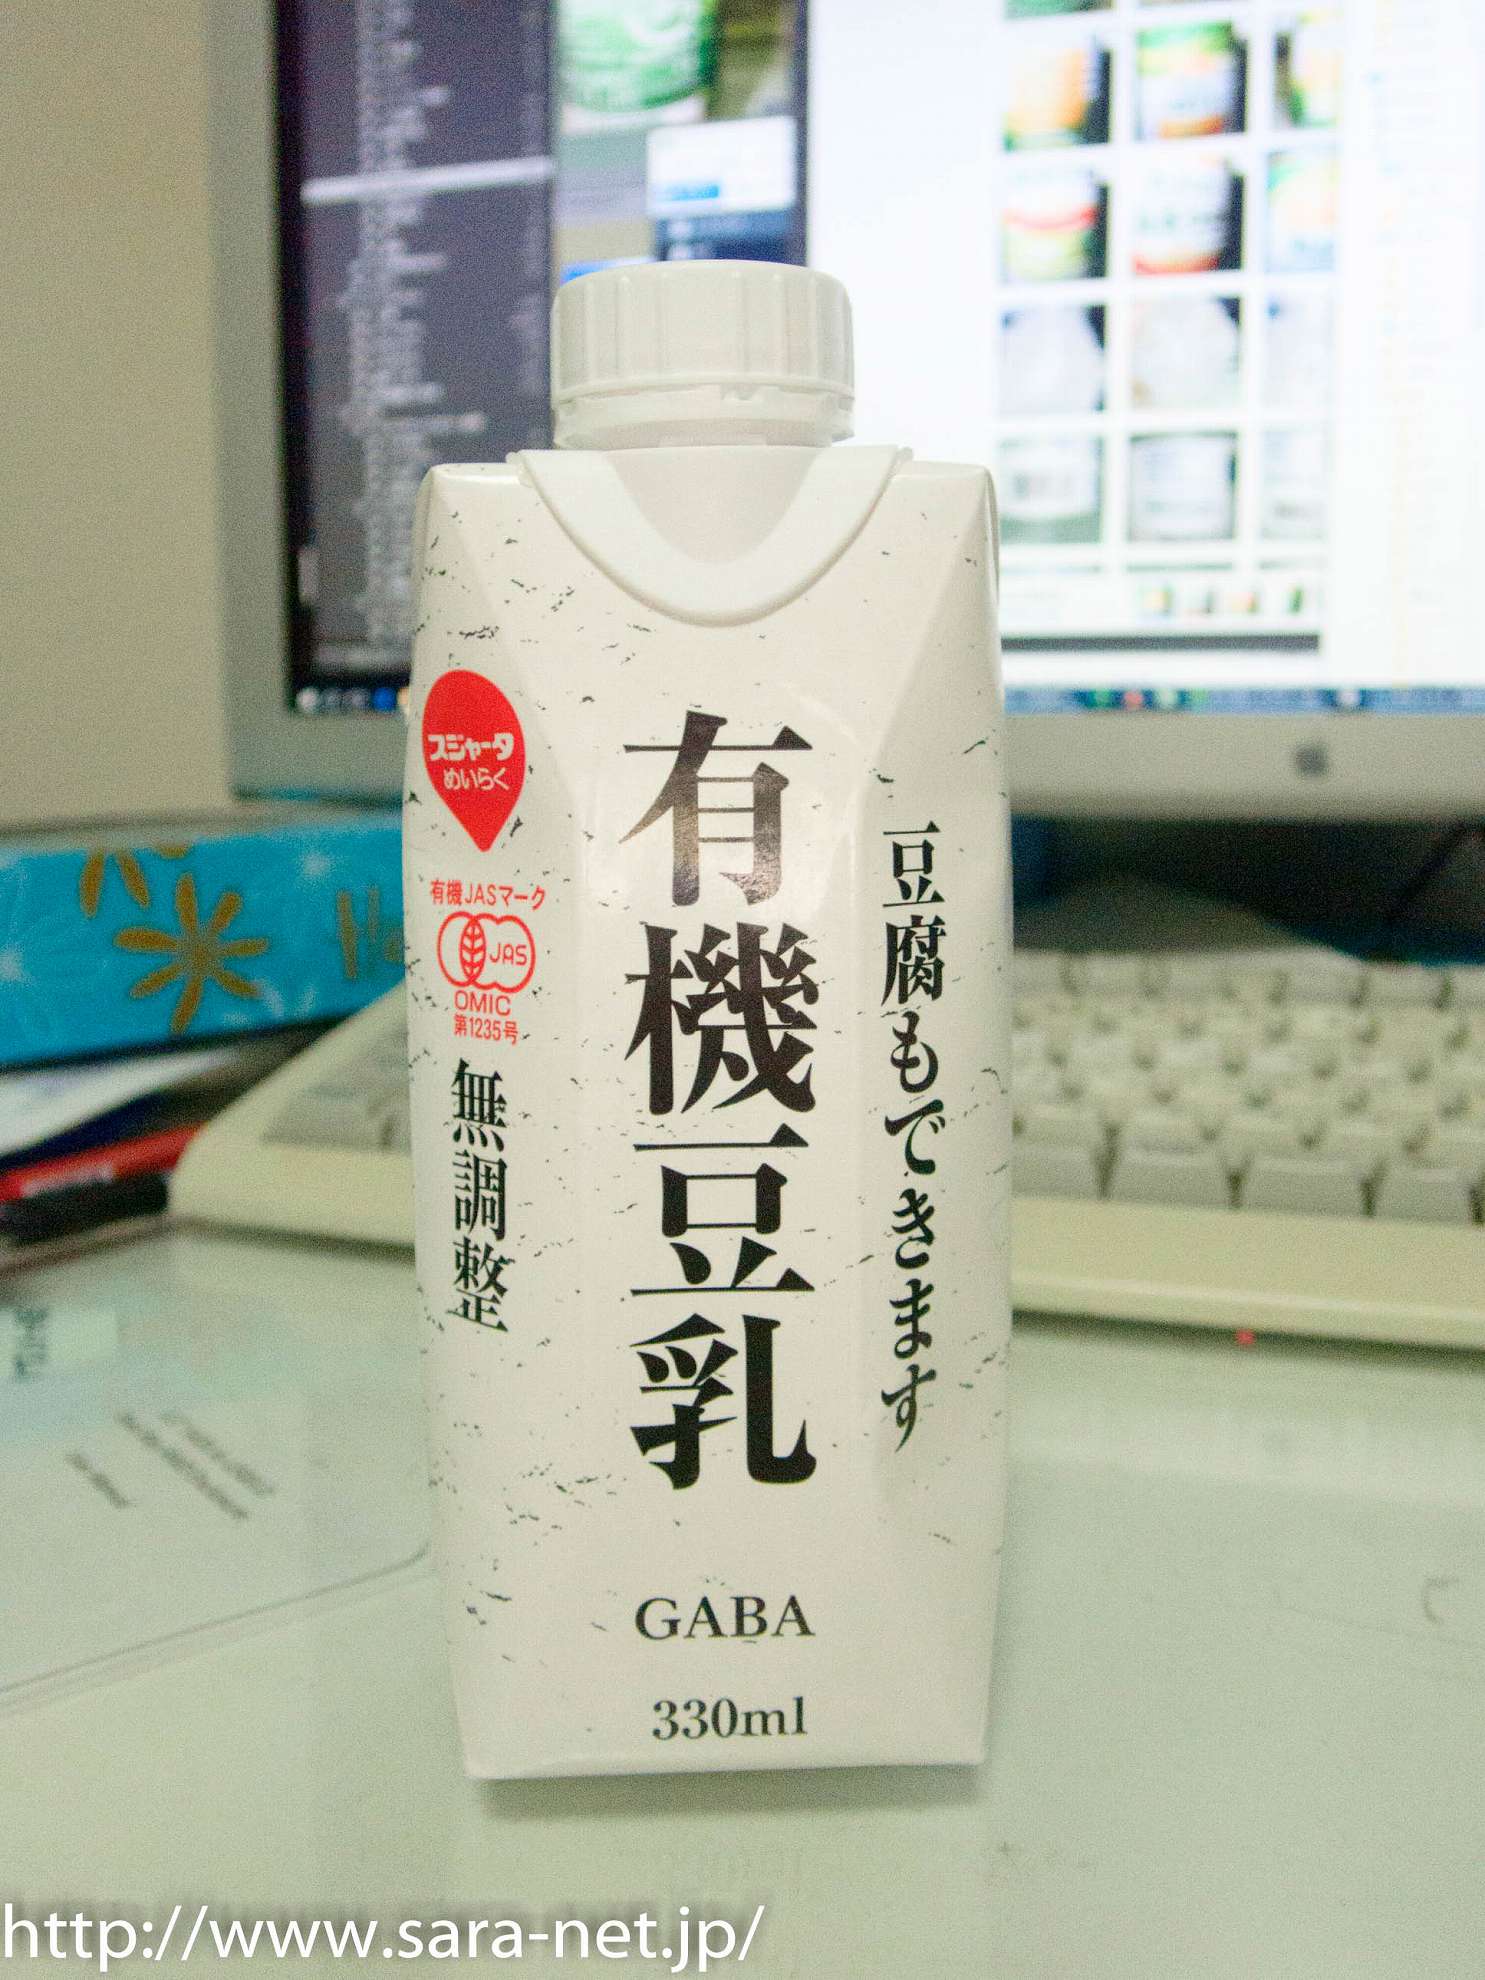 スジャータ
めいらく
有機JASマーク
JAS
OMIC
第1235号
無調整
有機豆乳
豆腐もできます
GABA
330ml
http://www.sara-net.jp/